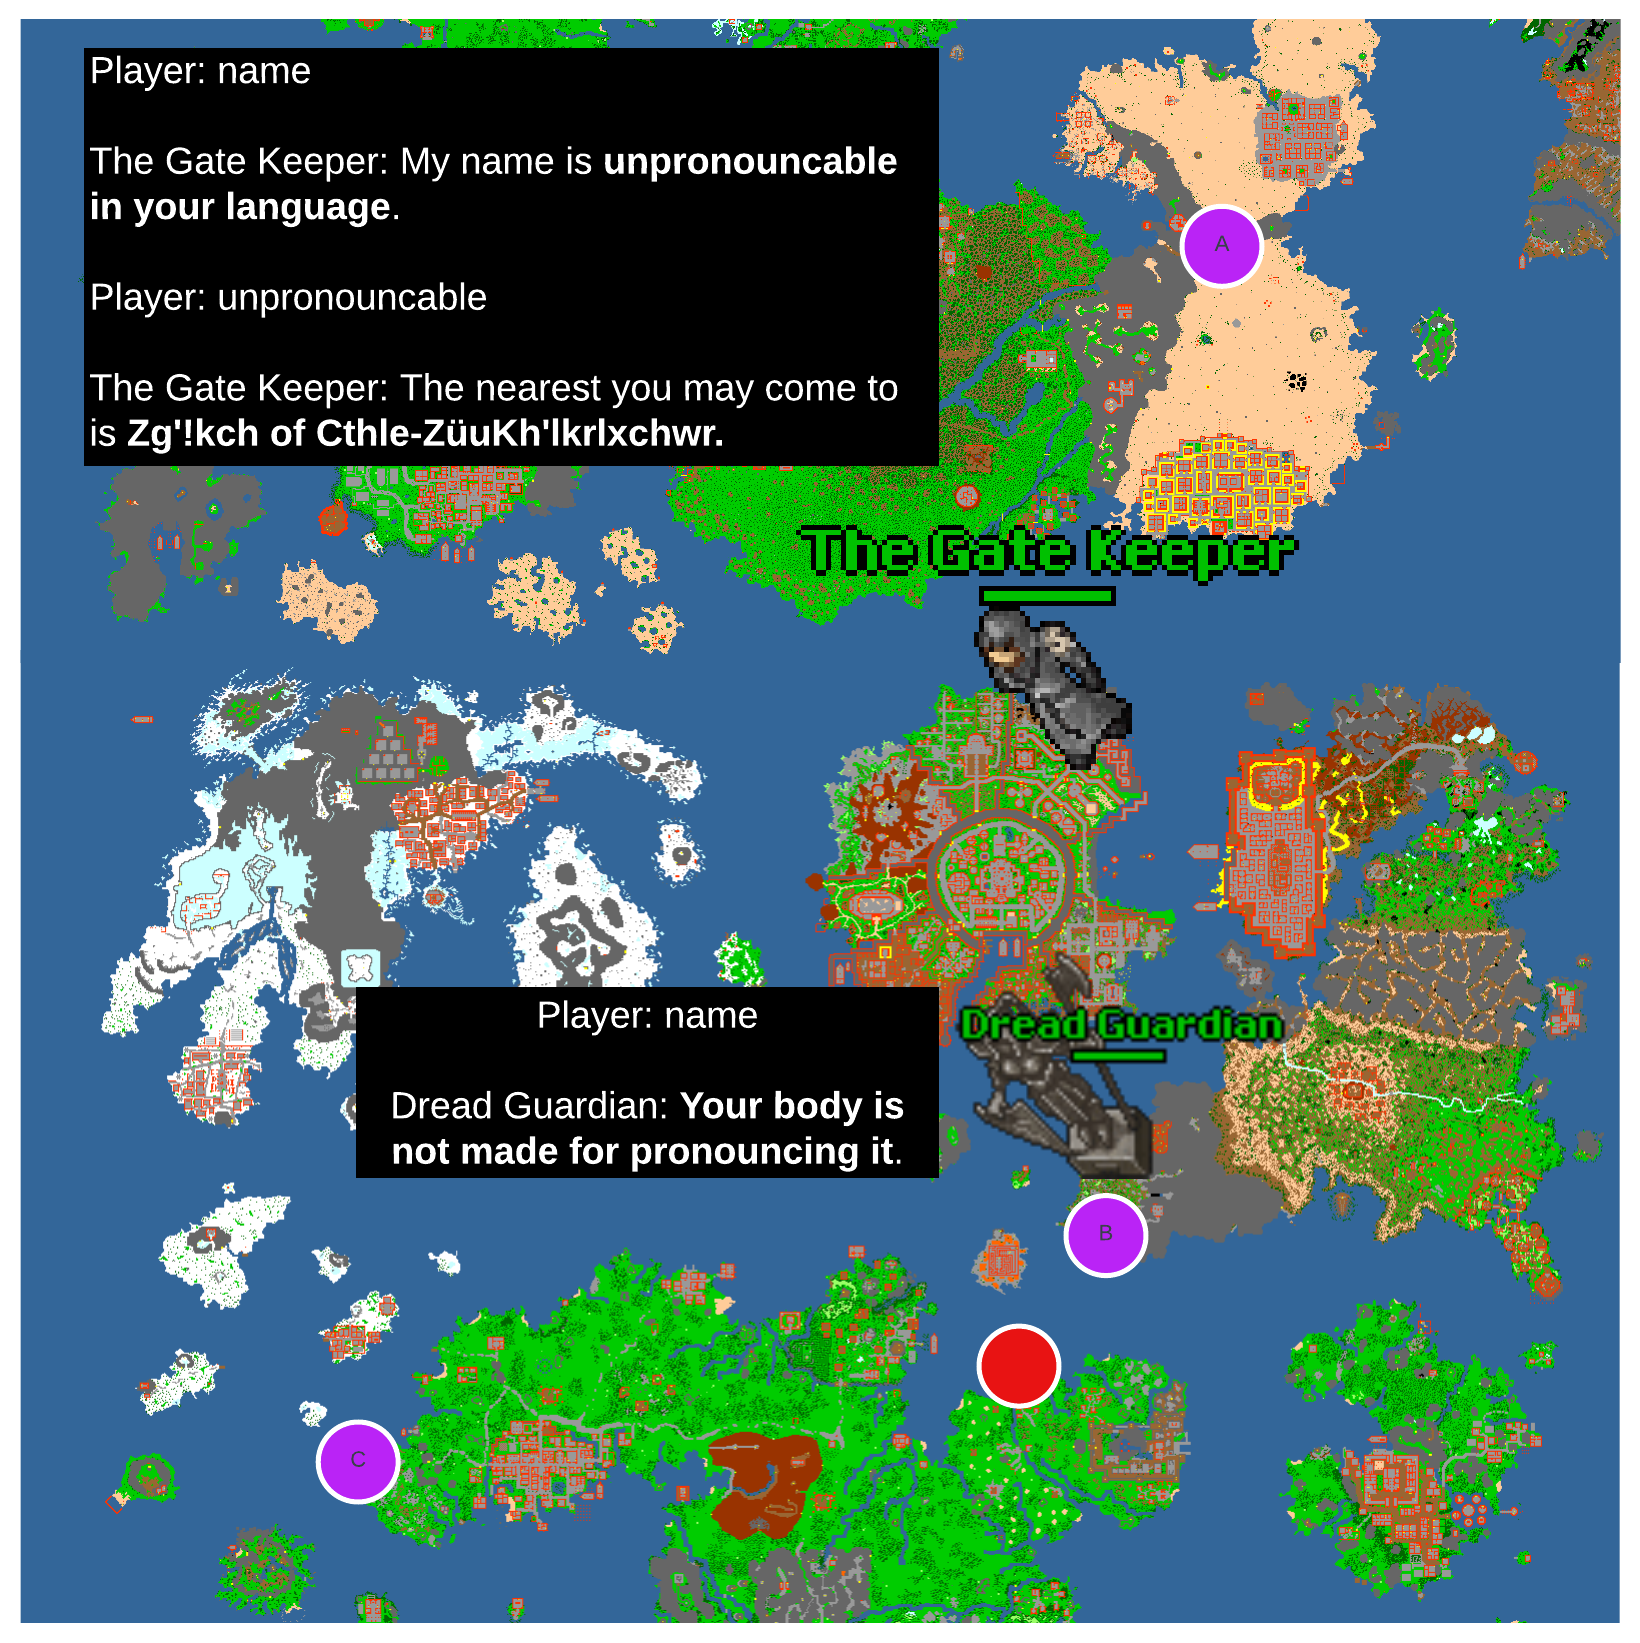 Player: name
The Gate Keeper: My name is unpronouncable
in your language.
Player: unpronouncable
The Gate Keeper: The nearest you may come to
is Zg'!kch of Cthle-ZüuKh'lkrlxchwr.
A
The Gate Keeper
Player: name
Dread Guardian: Your body is
not made for pronouncing it.
Dread Guardian
B
C